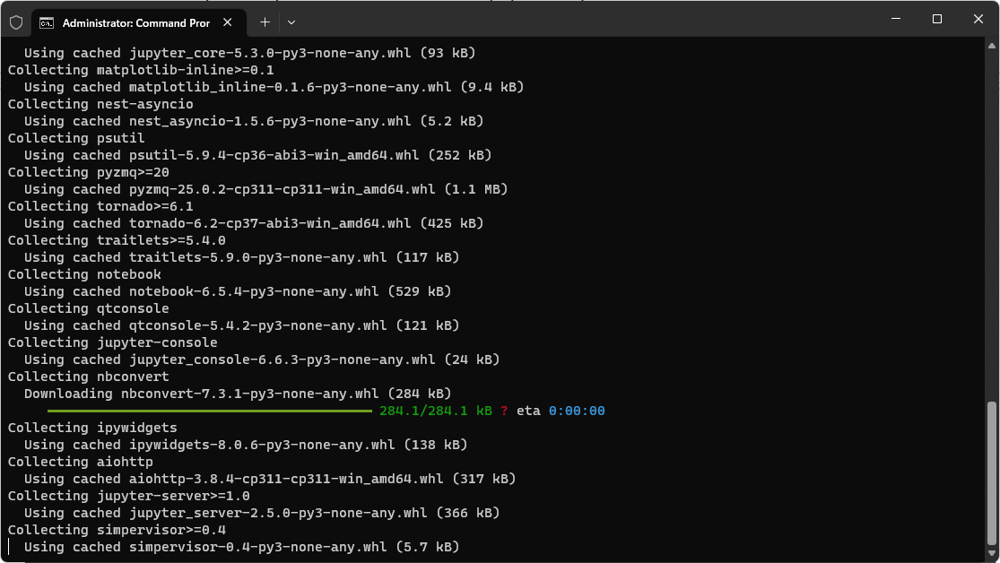 Administrator: Command Pror
Using cached jupyter_core-5.3.0-py3-none-any.whl (93 kB)
Collecting matplotlib-inline>=0.1
Using cached matplotlib_inline-0.1.6-py3-none-any.whl (9.4 kB)
Collecting nest-asyncio
Using cached nest_asyncio-1.5.6-py3-none-any.whl (5.2 kB)
Collecting psutil
Using cached psutil-5.9.4-cp36-abi3-win_amd64.whl (252 kB)
Collecting pyzmq>=20
Using cached pyzmq-25.0.2-cp311-cp311-win_amd64.whl (1.1 MB)
Collecting tornado>=6.1
Using cached tornado-6.2-cp37-abi3-win_amd64.whl (425 kB)
Collecting traitlets>=5.4.0
Using cached traitlets-5.9.0-py3-none-any.whl (117 kB)
Collecting notebook
Using cached notebook-6.5.4-py3-none-any.whl (529 kB)
Collecting qtconsole
Using cached qtconsole-5.4.2-py3-none-any.whl (121 kB)
Collecting jupyter-console
Using cached jupyter_console-6.6.3-py3-none-any.whl (24 kB)
Collecting nbconvert
Downloading nbconvert-7.3.1-py3-none-any.whl (284 kB)
284.1/284.1 kB ? eta 0:00:00
Collecting ipywidgets
Using cached ipywidgets-8.0.6-py3-none-any.whl (138 kB)
Collecting aiohttp
Using cached aiohttp-3.8.4-cp311-cp311-win_amd64.whl (317 kB)
Collecting jupyter-server>=1.0
Using cached jupyter_server-2.5.0-py3-none-any.whl (366 kB)
Collecting simpervisor>=0.4
Using cached simpervisor-0.4-py3-none-any.whl (5.7 kB)